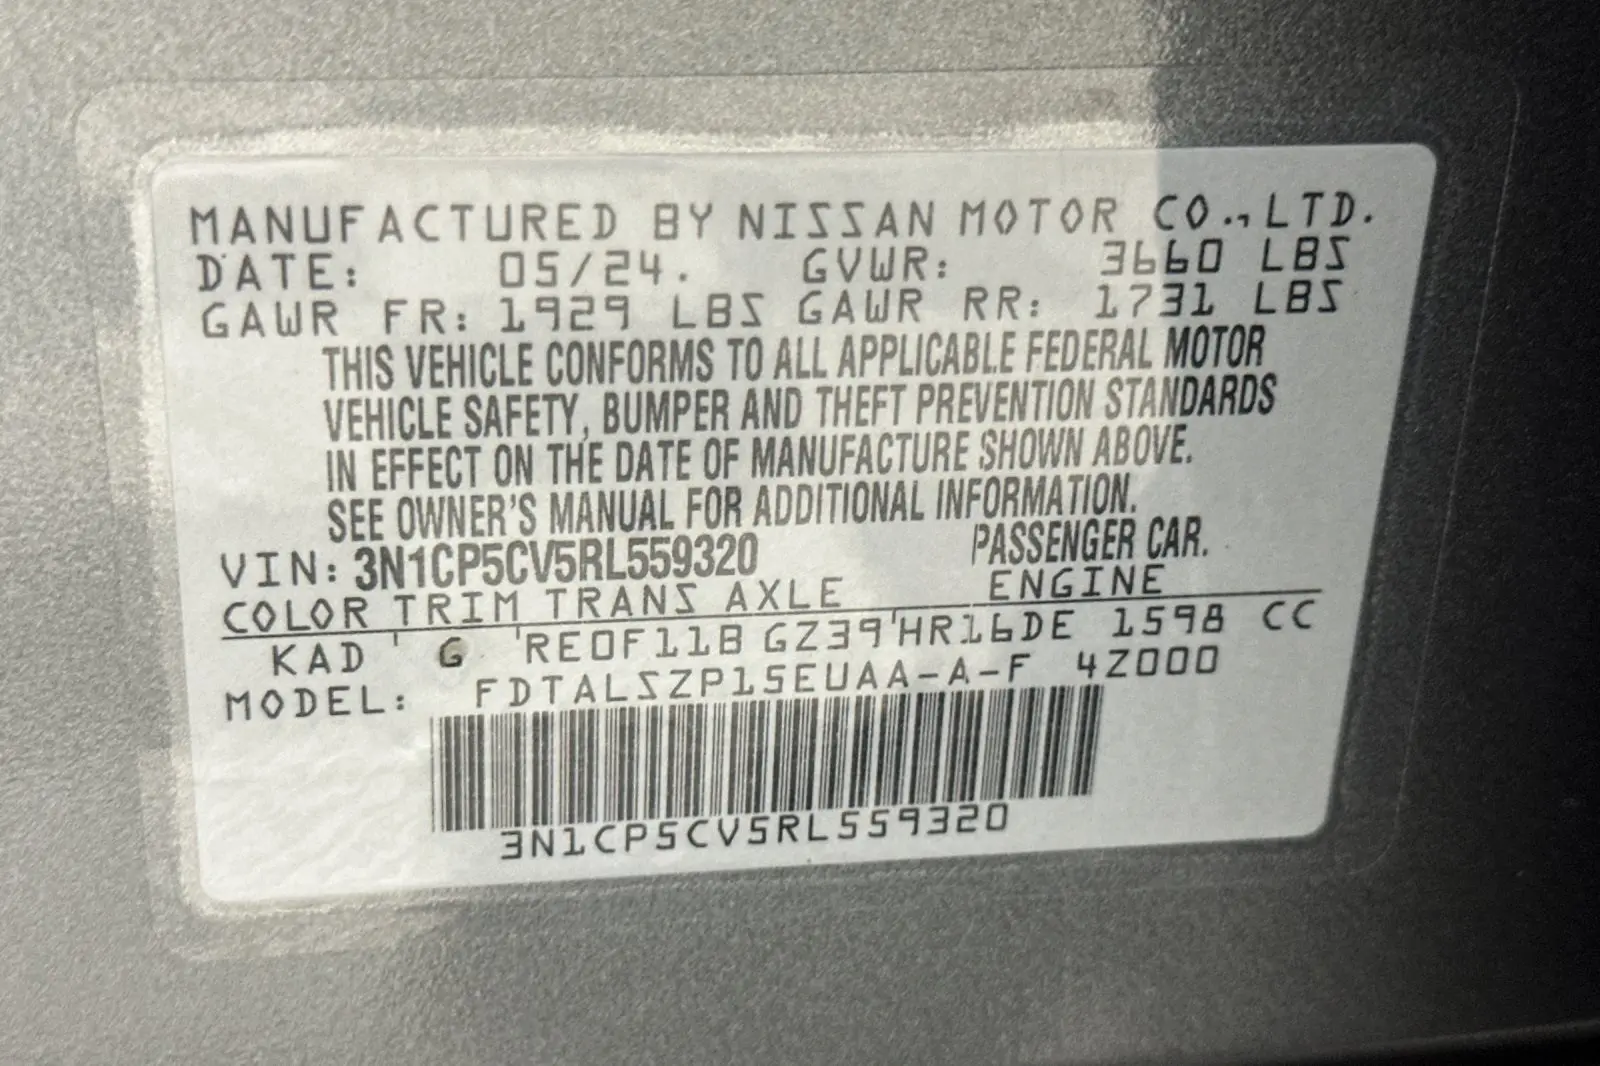 MANUFACTURED BY NISSAN MOTOR CO., LTD.
DATE: 05/24. GVWR: 3660 LBS
GAWR FR: 1929 LBS GAWR RR: 1731 LBS
THIS VEHICLE CONFORMS TO ALL APPLICABLE FEDERAL MOTOR
VEHICLE SAFETY, BUMPER AND THEFT PREVENTION STANDARDS
IN EFFECT ON THE DATE OF MANUFACTURE SHOWN ABOVE.
SEE OWNER'S MANUAL FOR ADDITIONAL INFORMATION.
VIN: 3N1CP5CV5RL559320 PASSENGER CAR.
COLOR TRIM TRANS AXLE ENGINE
KAD ' G 'RE0F11B GZ39'HR16DE 1598 CC
MODEL: FDTALSZP15EUAA-A-F 4Z000
3N1CP5CV5RL559320